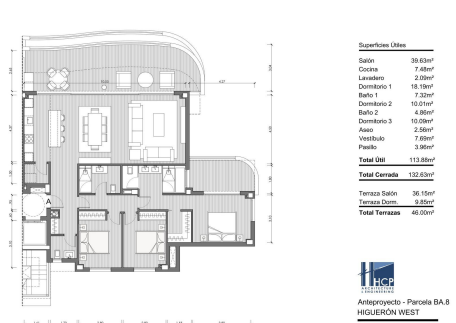 Superficies Útiles
Salón 39.63m²
Cocina 7.48m²
Lavadero 2.09m²
Dormitorio 1 18.19m²
Baño 1 7.32m²
Dormitorio 2 10.01m²
Baño 2 4.86m²
Dormitorio 3 10.09m²
Aseo 2.56m²
Vestíbulo 7.69m²
Pasillo 3.96m²
Total Útil 113.88m²
Total Cerrada 132,63m²
Terraza Salón 36.15m²
Terraza Dorm. 9.85m²
Total Terrazas 46.00m²
A
HCP
ARCHITECTURE
+ ENGINEERING
Anteproyecto - Parcela BA.8
HIGUERÓN WEST